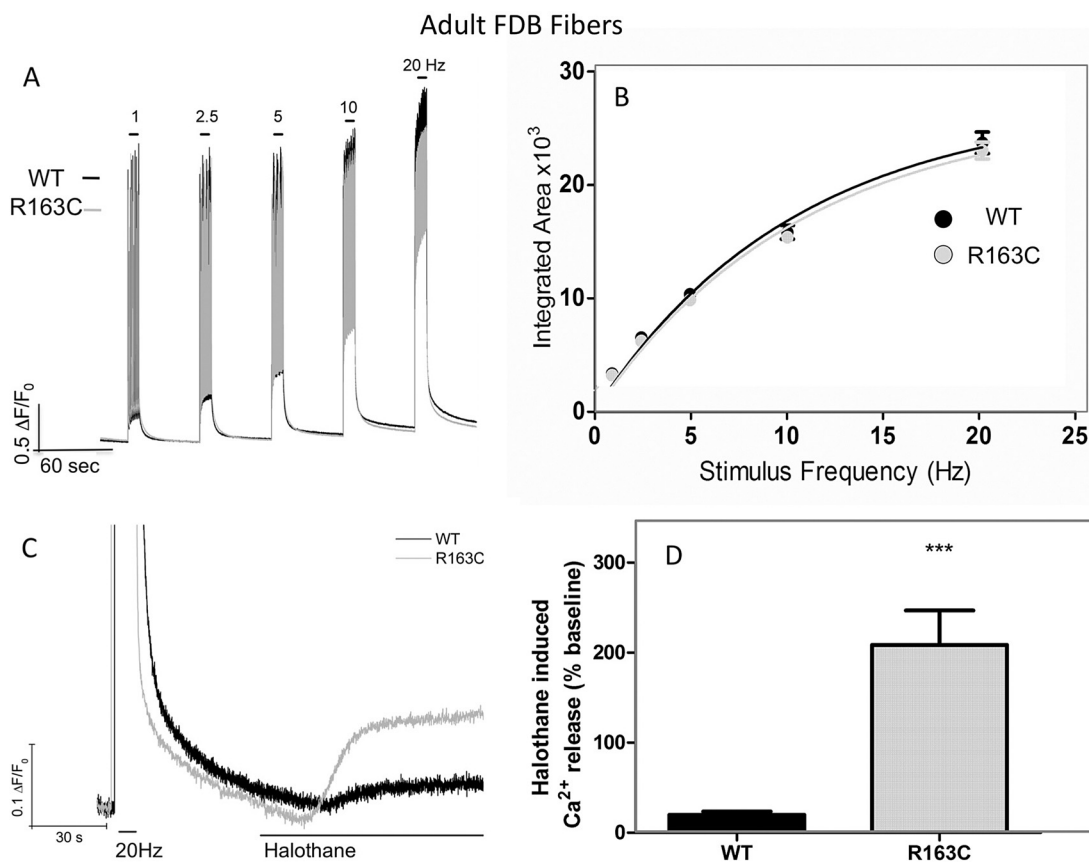 Adult FDB Fibers
A
1
2.5
5
10
20 Hz
WT
R163C
0.5 ΔF/F₀
60 sec
B
30
20
10
0
0
5
10
15
20
25
Integrated Area x10³
Stimulus Frequency (Hz)
WT
R163C
C
WT
R163C
0.1 ΔF/F₀
30 s
20Hz
Halothane
D
***
300
200
100
0
Halothane induced
Ca²⁺ release (% baseline)
WT
R163C